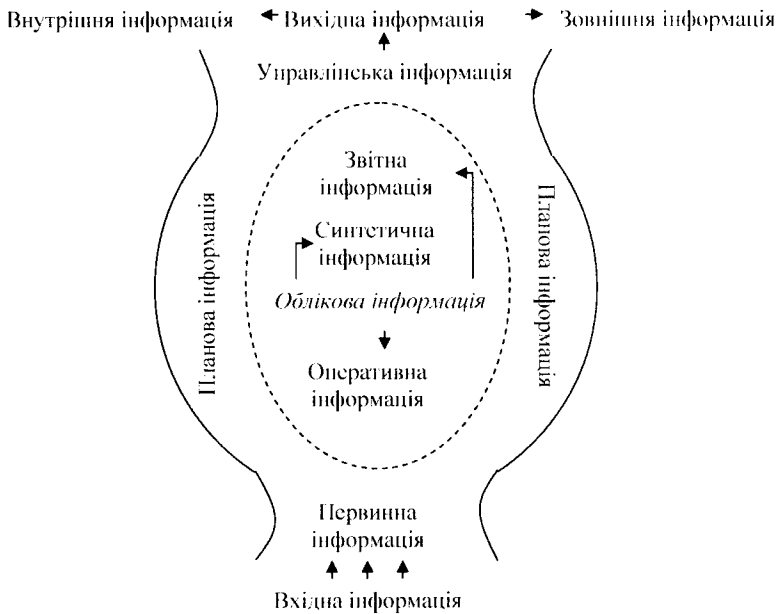 Внутрішня інформація Вихідна інформація Зовнішня інформація
Управлінська інформація
Звітна
інформація
Планова інформація
Планова інформація
Синтетична
інформація
Облікова інформація
Оперативна
інформація
Первинна
інформація
Вхідна інформація